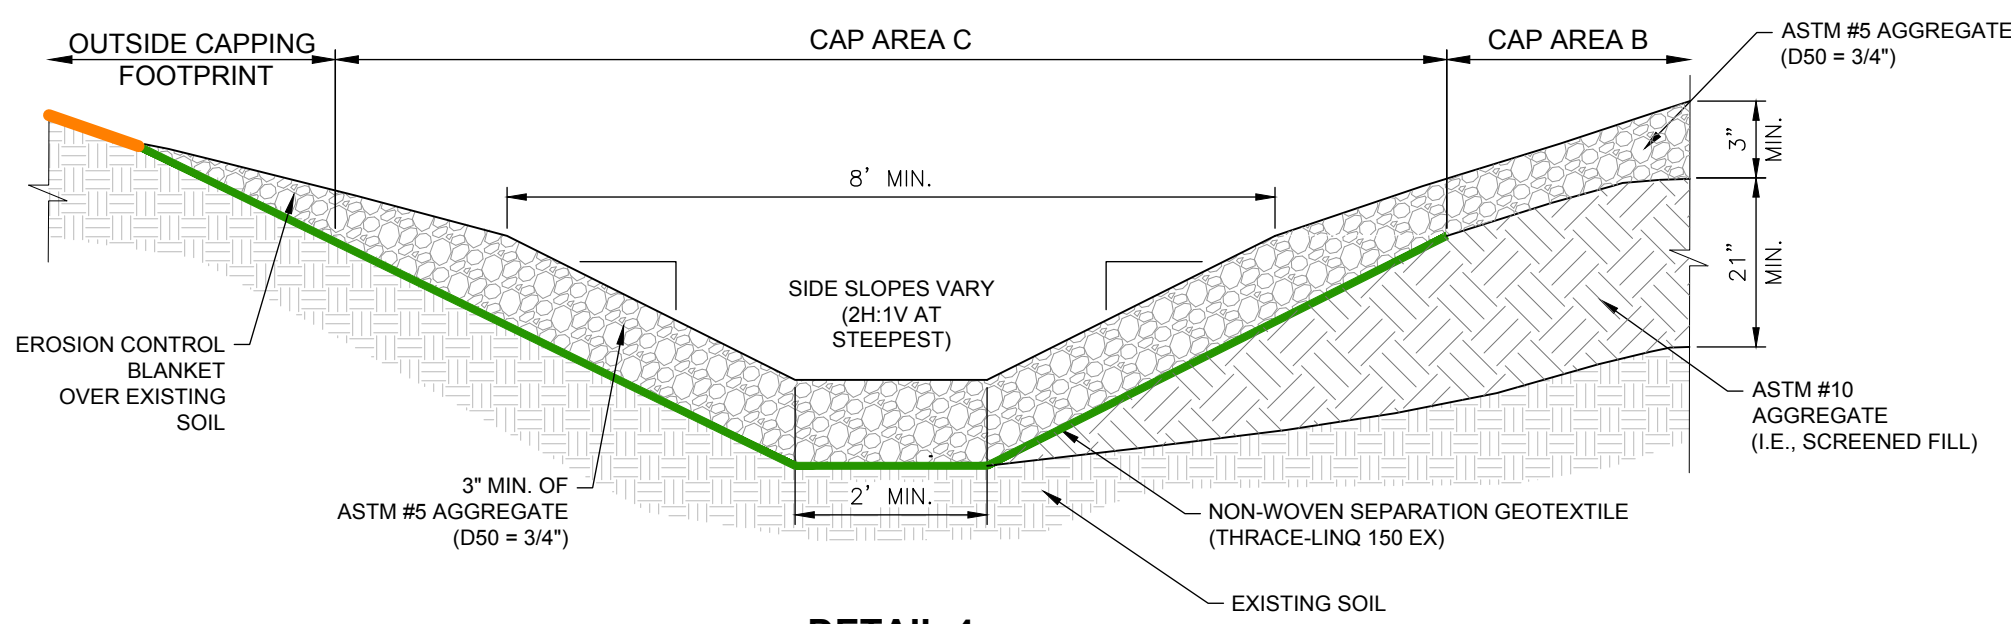 OUTSIDE CAPPING
FOOTPRINT
CAP AREA C
CAP AREA B
ASTM #5 AGGREGATE
(D50 = 3/4")
3"
MIN.
8' MIN.
SIDE SLOPES VARY
(2H:1V AT
STEEPEST)
21"
MIN.
EROSION CONTROL
BLANKET
OVER EXISTING
SOIL
ASTM #10
AGGREGATE
(I.E., SCREENED FILL)
3" MIN. OF
ASTM #5 AGGREGATE
(D50 = 3/4")
2' MIN.
NON-WOVEN SEPARATION GEOTEXTILE
(THRACE-LINQ 150 EX)
EXISTING SOIL